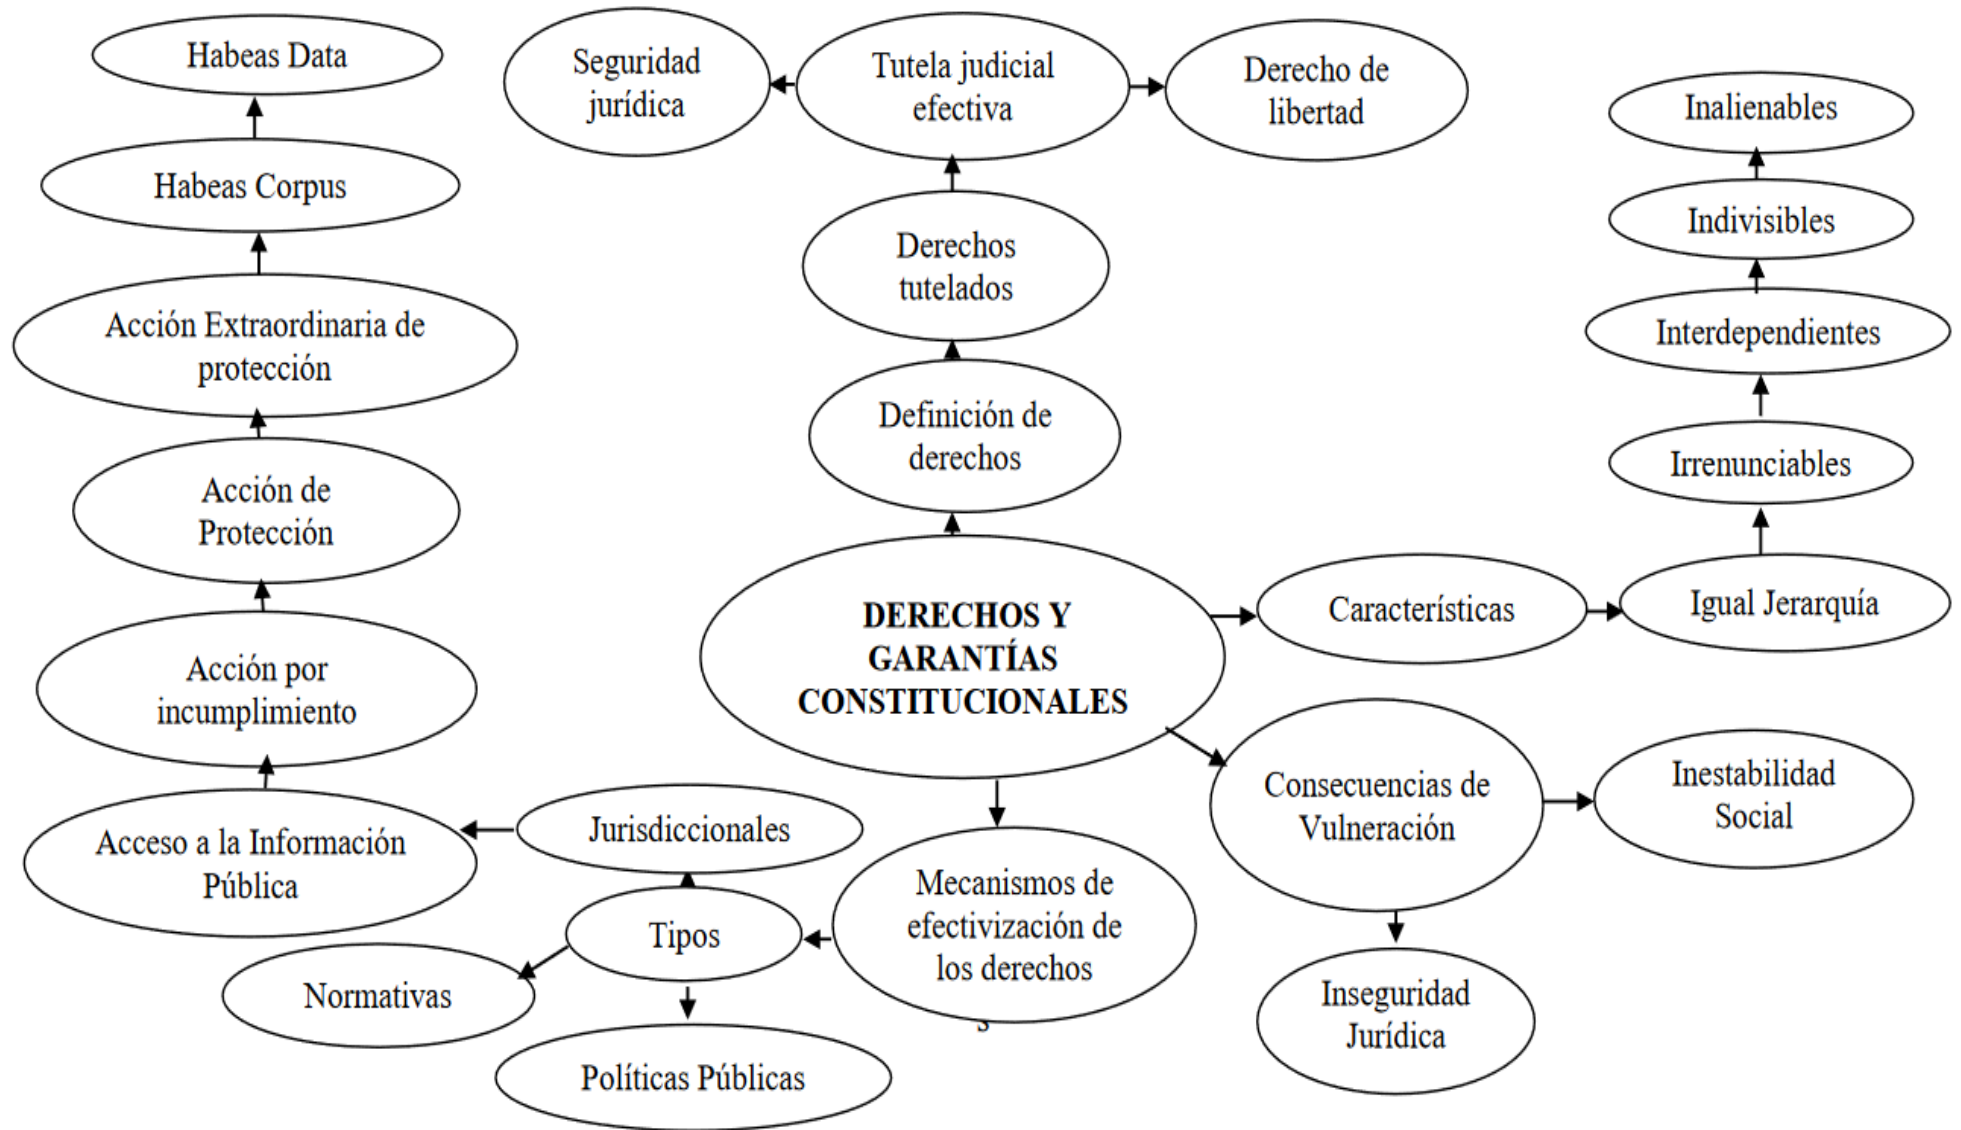 Habeas Data
Habeas Corpus
Acción Extraordinaria de
protección
Acción de
Protección
Acción por
incumplimiento
Acceso a la Información
Pública
Seguridad
jurídica
Tutela judicial
efectiva
Derecho de
libertad
Derechos
tutelados
Definición de
derechos
DERECHOS Y
GARANTÍAS
CONSTITUCIONALES
Jurisdiccionales
Tipos
Normativas
Políticas Públicas
Mecanismos de
efectivización de
los derechos
s
Características
Igual Jerarquía
Irrenunciables
Interdependientes
Indivisibles
Inalienables
Consecuencias de
Vulneración
Inestabilidad
Social
Inseguridad
Jurídica